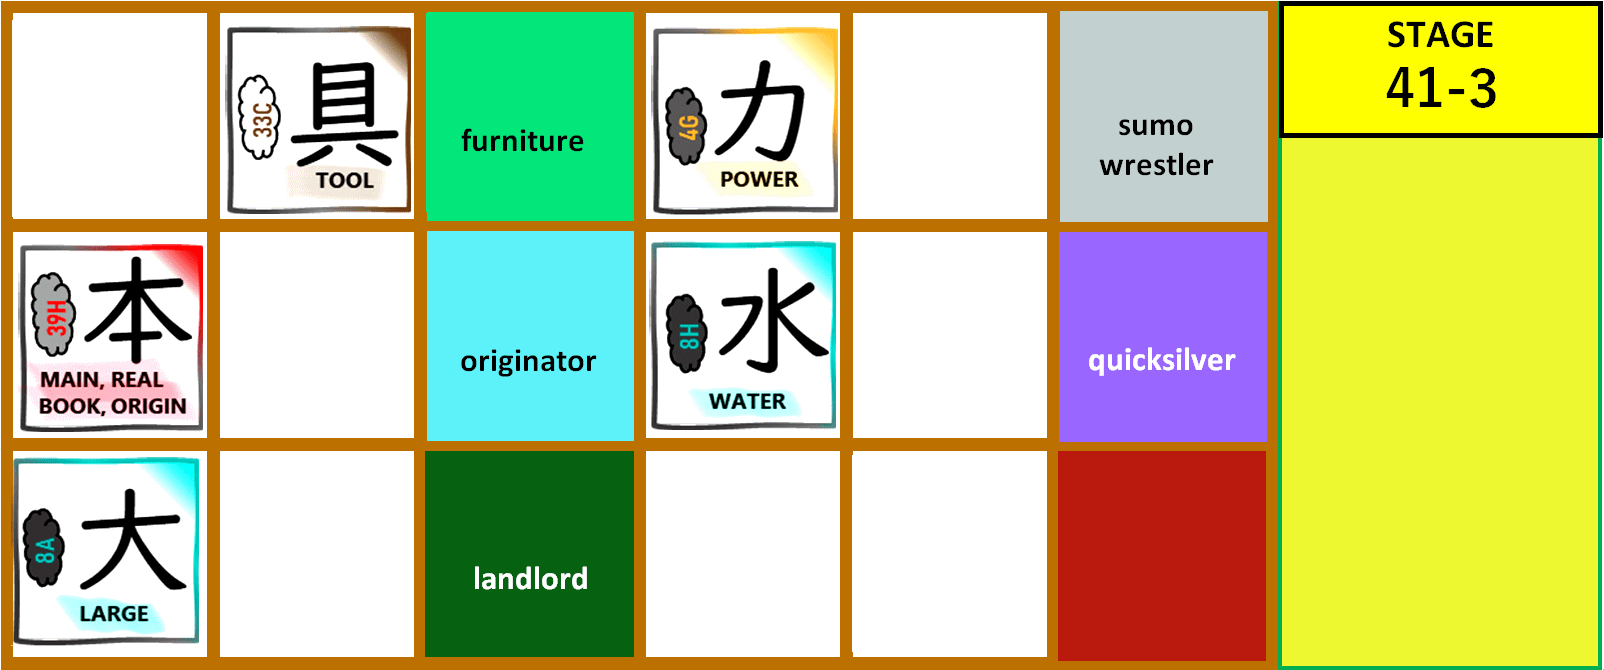 33C
具
TOOL
furniture
4G
力
POWER
sumo
wrestler
STAGE
41-3
39H
本
MAIN, REAL
BOOK, ORIGIN
originator
8H
水
WATER
quicksilver
8A
大
LARGE
landlord